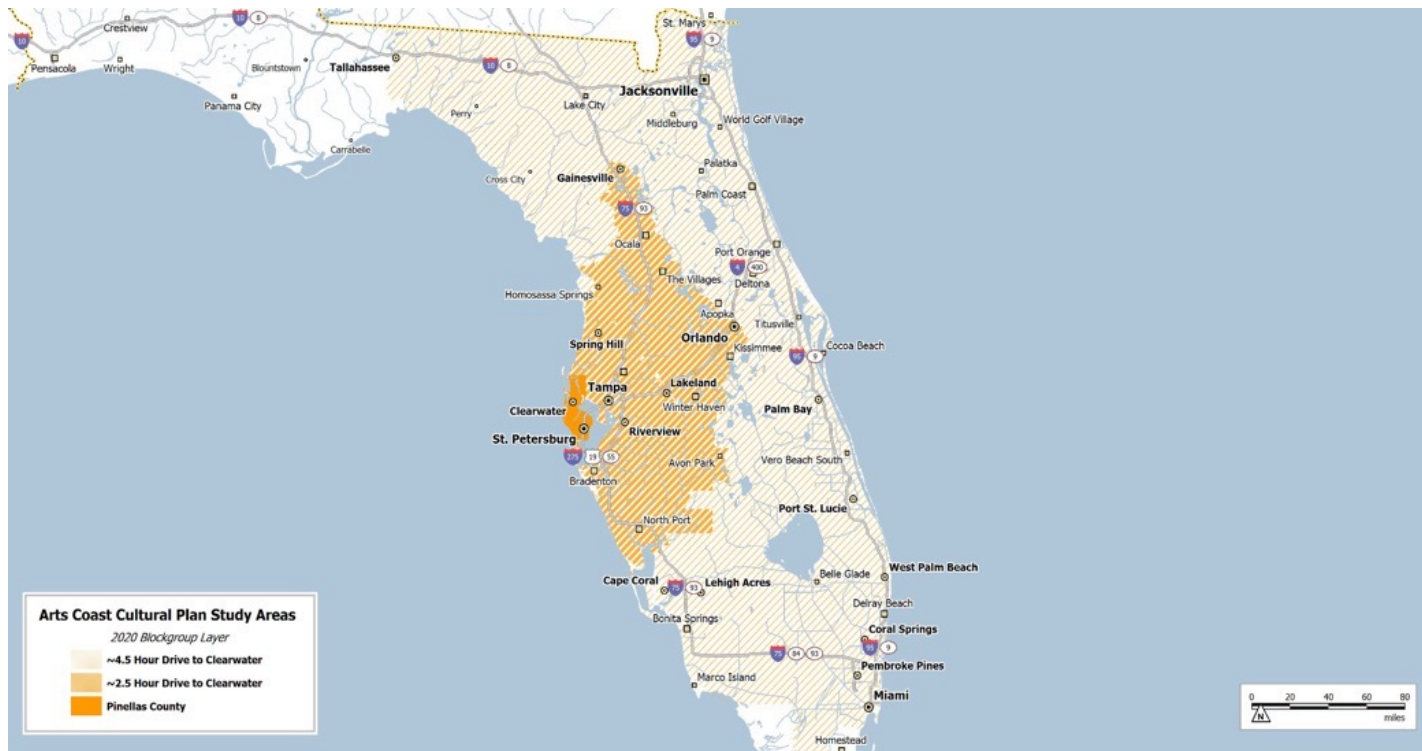 St. Marys
10
8
95
9
Crestview
10
Pensacola
Wright
Blountstown
Tallahassee
10
8
Jacksonville
Panama City
Perry
Lake City
Middleburg
World Golf Village
Carrabelle
Cross City
Gainesville
Palatka
Palm Coast
75
93
Ocala
Port Orange
4
400
The Villages
Deltona
Homosassa Springs
Apopka
Titusville
Spring Hill
Orlando
Kissimmee
95
9
Cocoa Beach
Tampa
Lakeland
Clearwater
Winter Haven
Palm Bay
St. Petersburg
Riverview
275
19
55
Avon Park
Vero Beach South
Bradenton
Port St. Lucie
North Port
West Palm Beach
Cape Coral
75
93
Lehigh Acres
Belle Glade
Delray Beach
Bonita Springs
Coral Springs
75
84
93
95
9
Pembroke Pines
Marco Island
Miami
Homestead
Arts Coast Cultural Plan Study Areas
2020 Blockgroup Layer
~4.5 Hour Drive to Clearwater
~2.5 Hour Drive to Clearwater
Pinellas County
0 20 40 60 80
N
miles